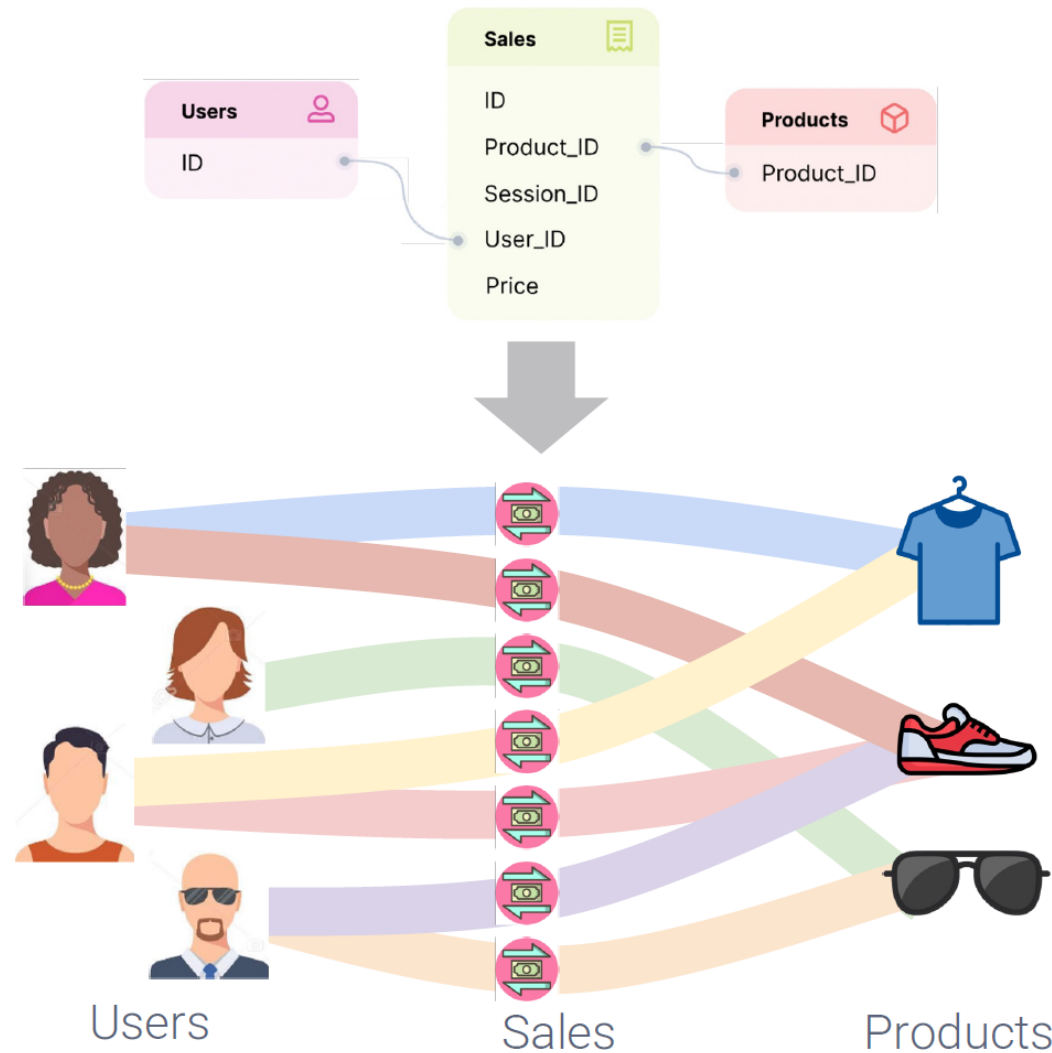 Sales
Users
Products
ID
ID
Product_ID
Product_ID
Session_ID
User_ID
Price
Users
Sales
Products